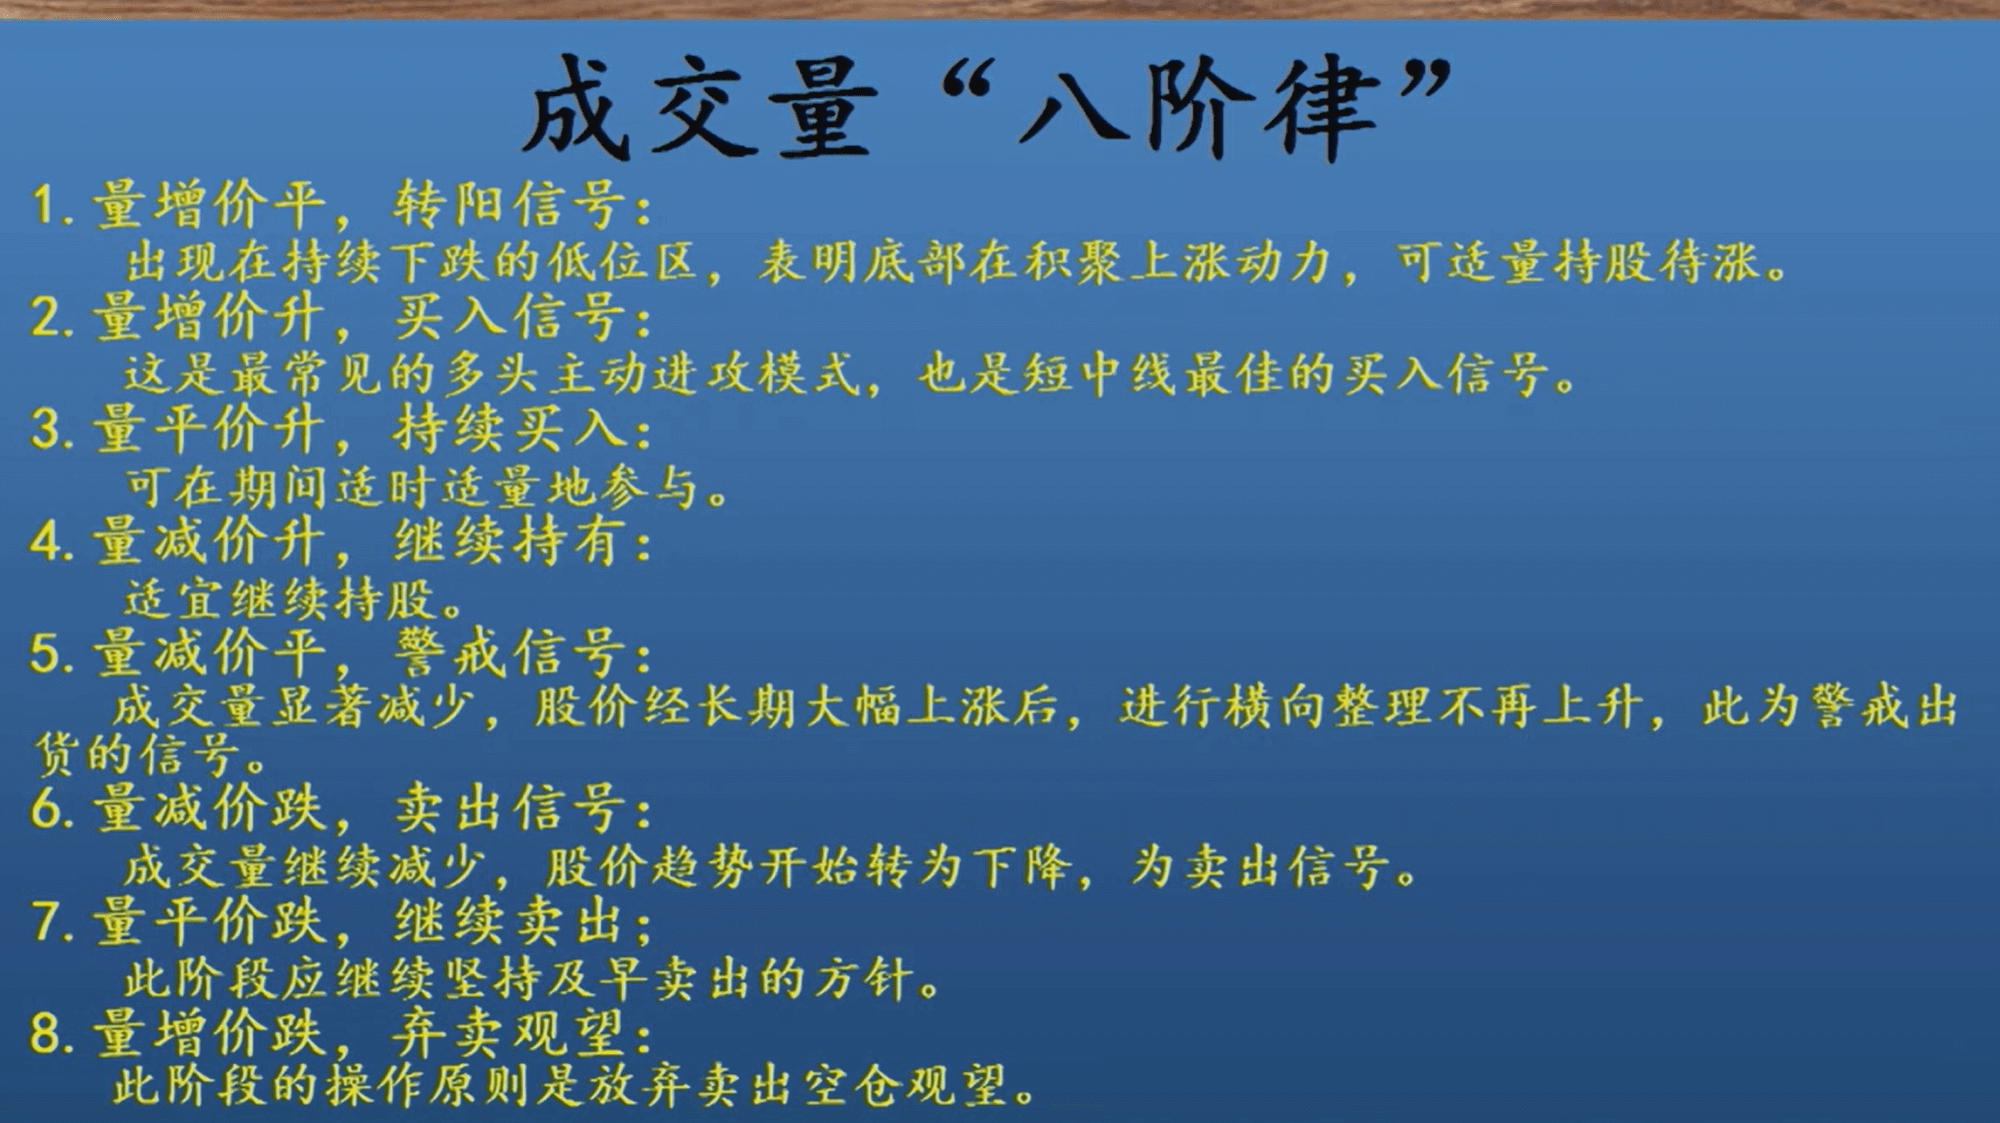 成交量“八阶律”
1.量增价平，转阳信号：
出现在持续下跌的低位区，表明底部在积聚上涨动力，可适量持股待涨。
2.量增价升，买入信号：
这是最常见的多头主动进攻模式，也是短中线最佳的买入信号。
3.量平价升，持续买入：
可在期间适时适量地参与。
4.量减价升，继续持有：
适宜继续持股。
5.量减价平，警戒信号：
成交量显著减少，股价经长期大幅上涨后，进行横向整理不再上升，此为警戒出
货的信号。
6.量减价跌，卖出信号：
成交量继续减少，股价趋势开始转为下降，为卖出信号。
7.量平价跌，继续卖出；
此阶段应继续坚持及早卖出的方针。
8.量增价跌，弃卖观望：
此阶段的操作原则是放弃卖出空仓观望。